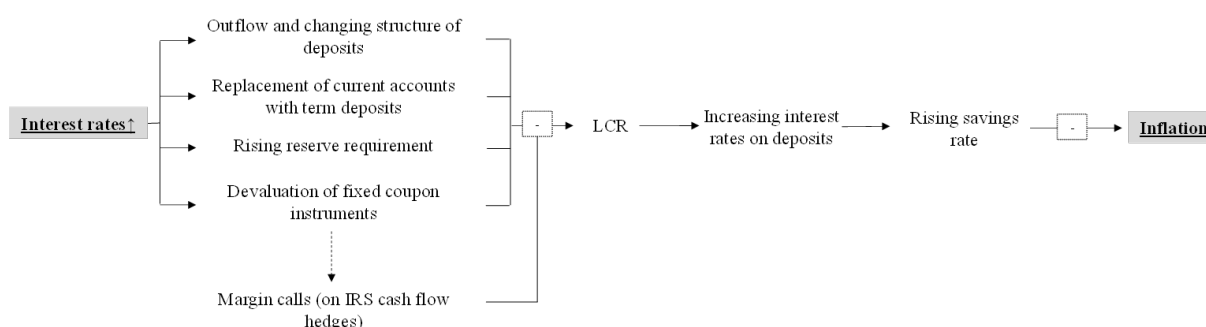 Outflow and changing structure of
deposits
Replacement of current accounts
with term deposits
Interest rates↑
-
LCR
Increasing interest
rates on deposits
Rising savings
rate
-
Inflation
Rising reserve requirement
Devaluation of fixed coupon
instruments
Margin calls (on IRS cash flow
hedges)